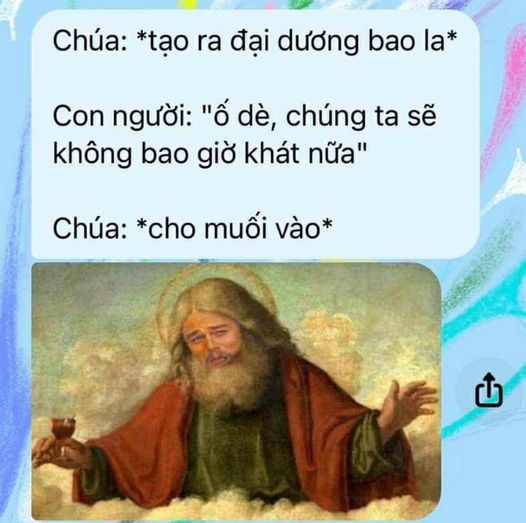 Chúa: *tạo ra đại dương bao la*
Con người: "ố dè, chúng ta sẽ
không bao giờ khát nữa"
Chúa: *cho muối vào*